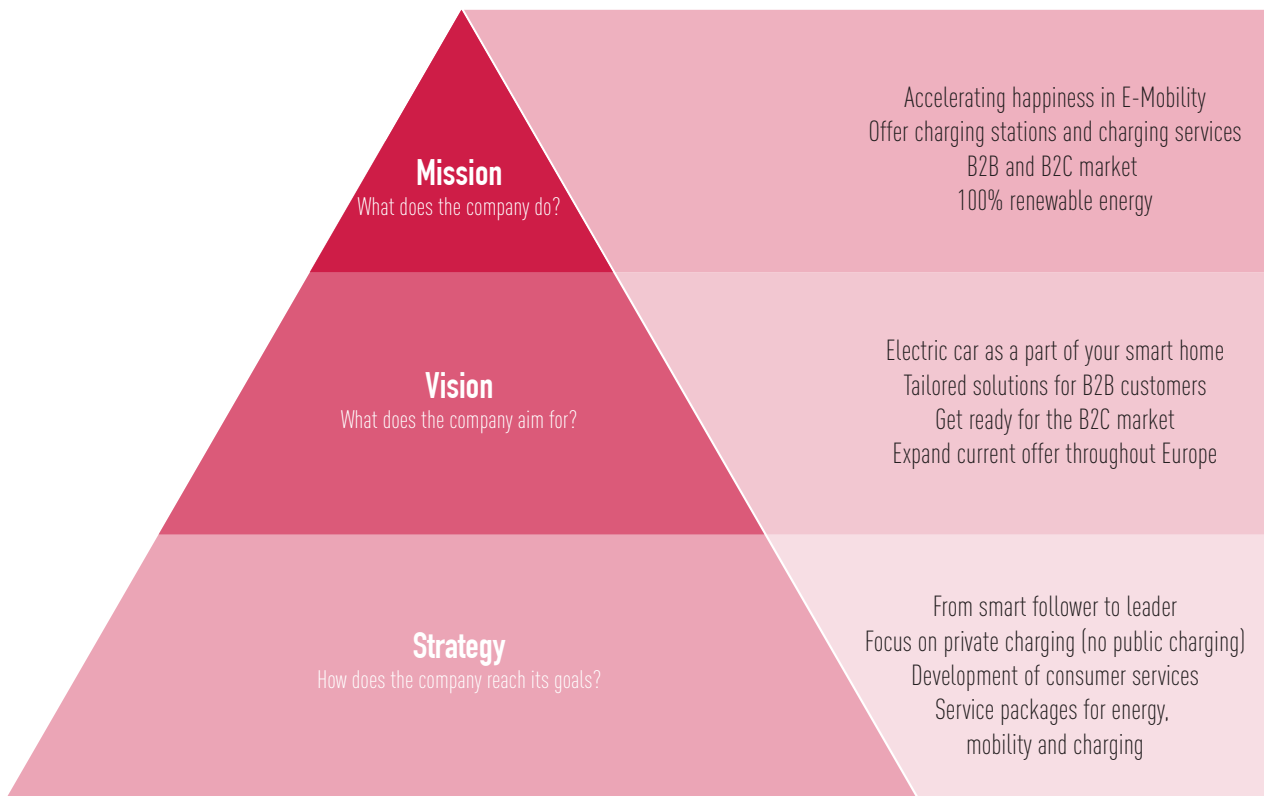 Mission
What does the company do?
Accelerating happiness in E-Mobility
Offer charging stations and charging services
B2B and B2C market
100% renewable energy
Vision
What does the company aim for?
Electric car as a part of your smart home
Tailored solutions for B2B customers
Get ready for the B2C market
Expand current offer throughout Europe
Strategy
How does the company reach its goals?
From smart follower to leader
Focus on private charging (no public charging)
Development of consumer services
Service packages for energy,
mobility and charging